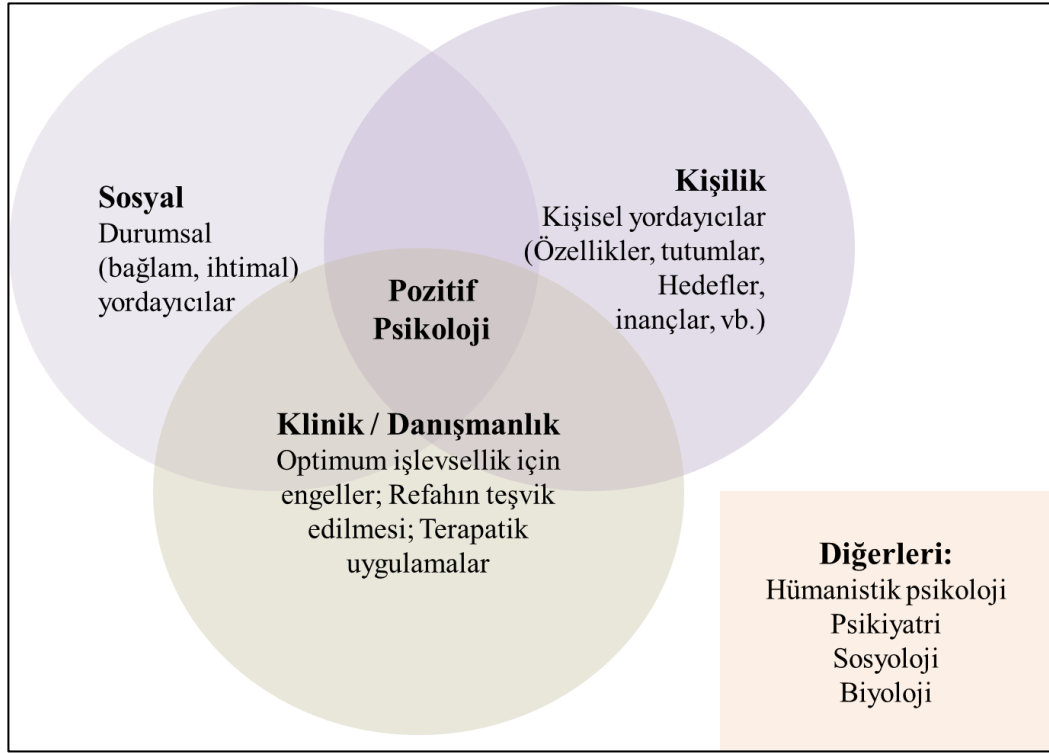 Sosyal
Durumsal
(bağlam, ihtimal)
yordayıcılar
Kişilik
Kişisel yordayıcılar
(Özellikler, tutumlar,
Hedefler,
inançlar, vb.)
Pozitif
Psikoloji
Klinik / Danışmanlık
Optimum işlevsellik için
engeller; Refahın teşvik
edilmesi; Terapatik
uygulamalar
Diğerleri:
Hümanistik psikoloji
Psikiyatri
Sosyoloji
Biyoloji